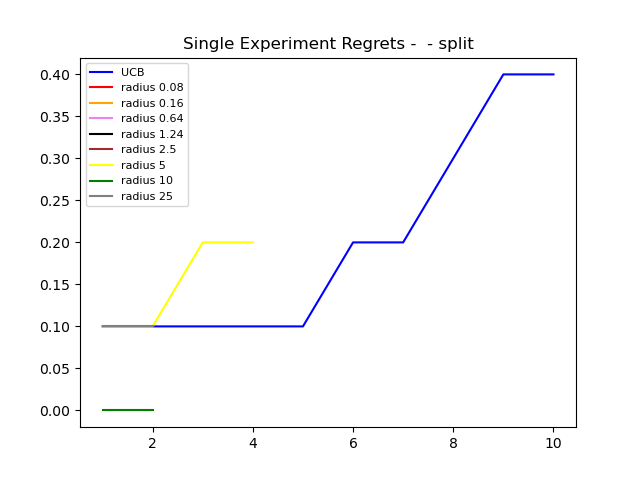 Single Experiment Regrets -  - split
0.40
0.35
0.30
0.25
0.20
0.15
0.10
0.05
0.00
UCB
radius 0.08
radius 0.16
radius 0.64
radius 1.24
radius 2.5
radius 5
radius 10
radius 25
2 4 6 8 10